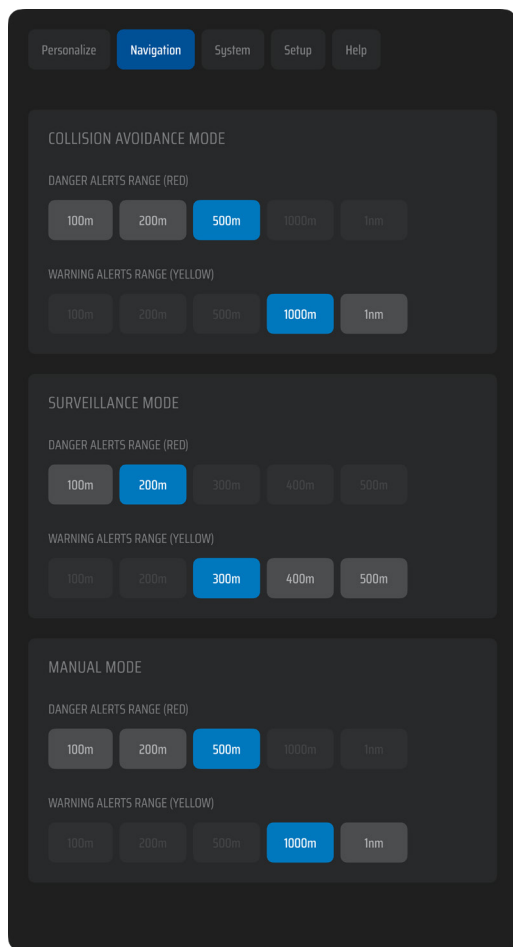 Personalize Navigation System Setup Help
COLLISION AVOIDANCE MODE
DANGER ALERTS RANGE (RED)
100m 200m 500m 1000m 1nm
WARNING ALERTS RANGE (YELLOW)
100m 200m 500m 1000m 1nm
SURVEILLANCE MODE
DANGER ALERTS RANGE (RED)
100m 200m 300m 400m 500m
WARNING ALERTS RANGE (YELLOW)
100m 200m 300m 400m 500m
MANUAL MODE
DANGER ALERTS RANGE (RED)
100m 200m 500m 1000m 1nm
WARNING ALERTS RANGE (YELLOW)
100m 200m 500m 1000m 1nm